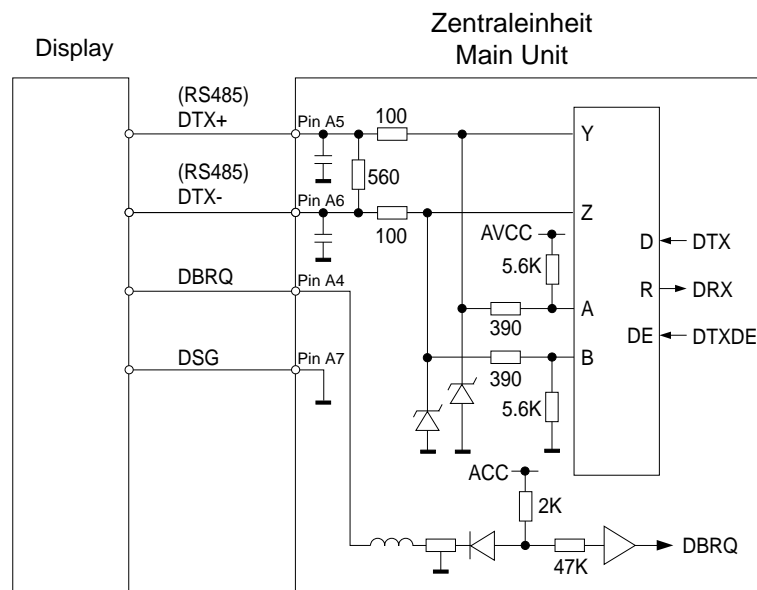 Zentraleinheit
Main Unit
Display
(RS485)
DTX+
Pin A5
100
Y
560
(RS485)
DTX-
Pin A6
100
Z
AVCC
D
DTX
5.6K
R
DRX
DBRQ
Pin A4
390
A
DE
DTXDE
DSG
Pin A7
390
B
5.6K
ACC
2K
47K
DBRQ